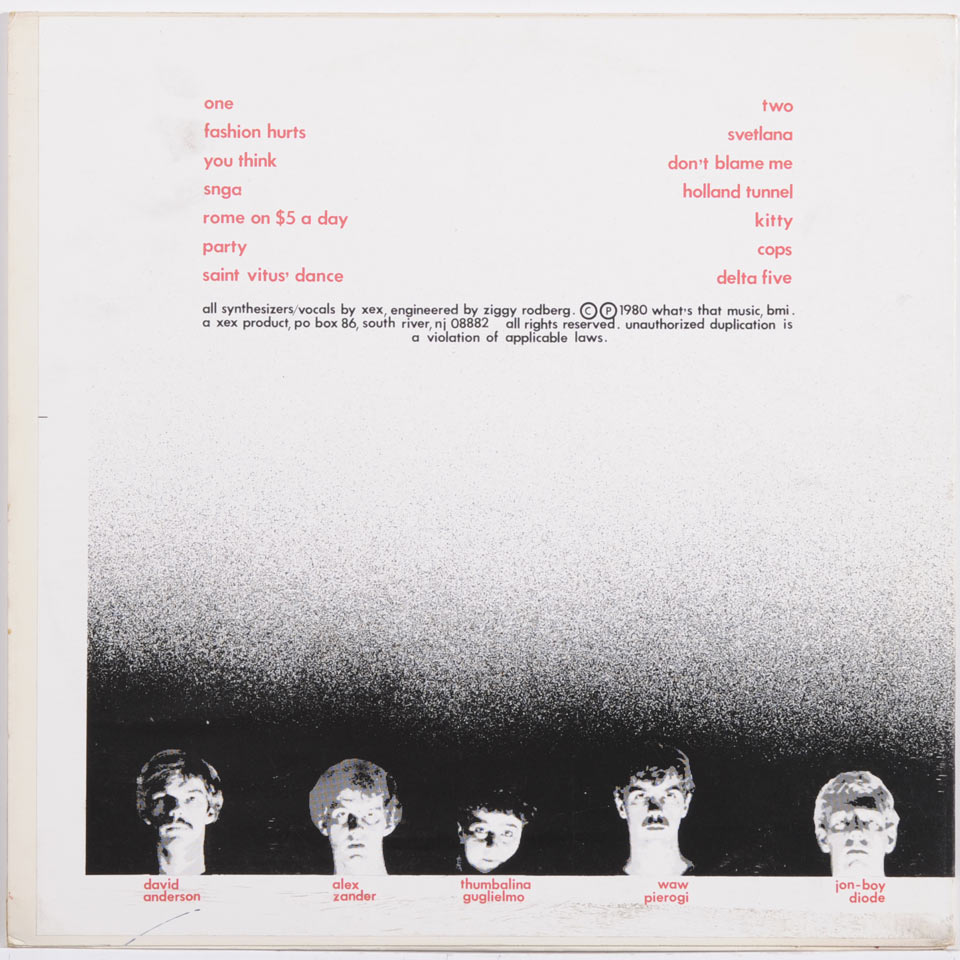 one
fashion hurts
you think
snga
rome on $5 a day
party
saint vitus' dance
two
svetlana
don't blame me
holland tunnel
kitty
cops
delta five
all synthesizers/vocals by xex, engineered by ziggy rodberg. Ⓒ Ⓟ 1980 what's that music, bmi.
a xex product, po box 86, south river, nj 08882 all rights reserved. unauthorized duplication is
a violation of applicable laws.
david
anderson
alex
zander
thumbalina
guglielmo
waw
pierogi
jon-boy
diode